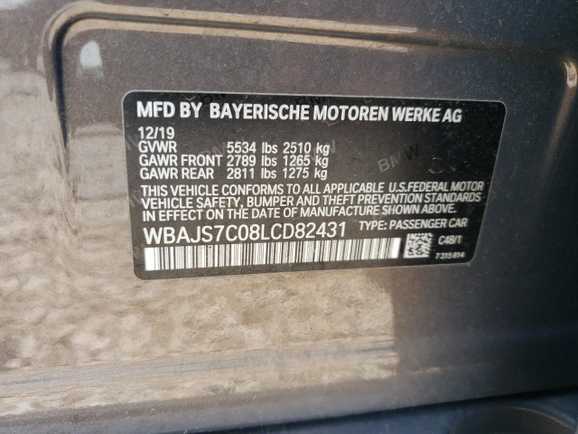 MFD BY BAYERISCHE MOTOREN WERKE AG
12/19
GVWR 5534 lbs 2510 kg
GAWR FRONT 2789 lbs 1265 kg
GAWR REAR 2811 lbs 1275 kg
THIS VEHICLE CONFORMS TO ALL APPLICABLE U.S.FEDERAL MOTOR
VEHICLE SAFETY, BUMPER, AND THEFT PREVENTION STANDARDS
IN EFFECT ON THE DATE OF MANUFACTURE SHOWN ABOVE.
WBAJS7C08LCD82431 TYPE: PASSENGER CAR
C48/1